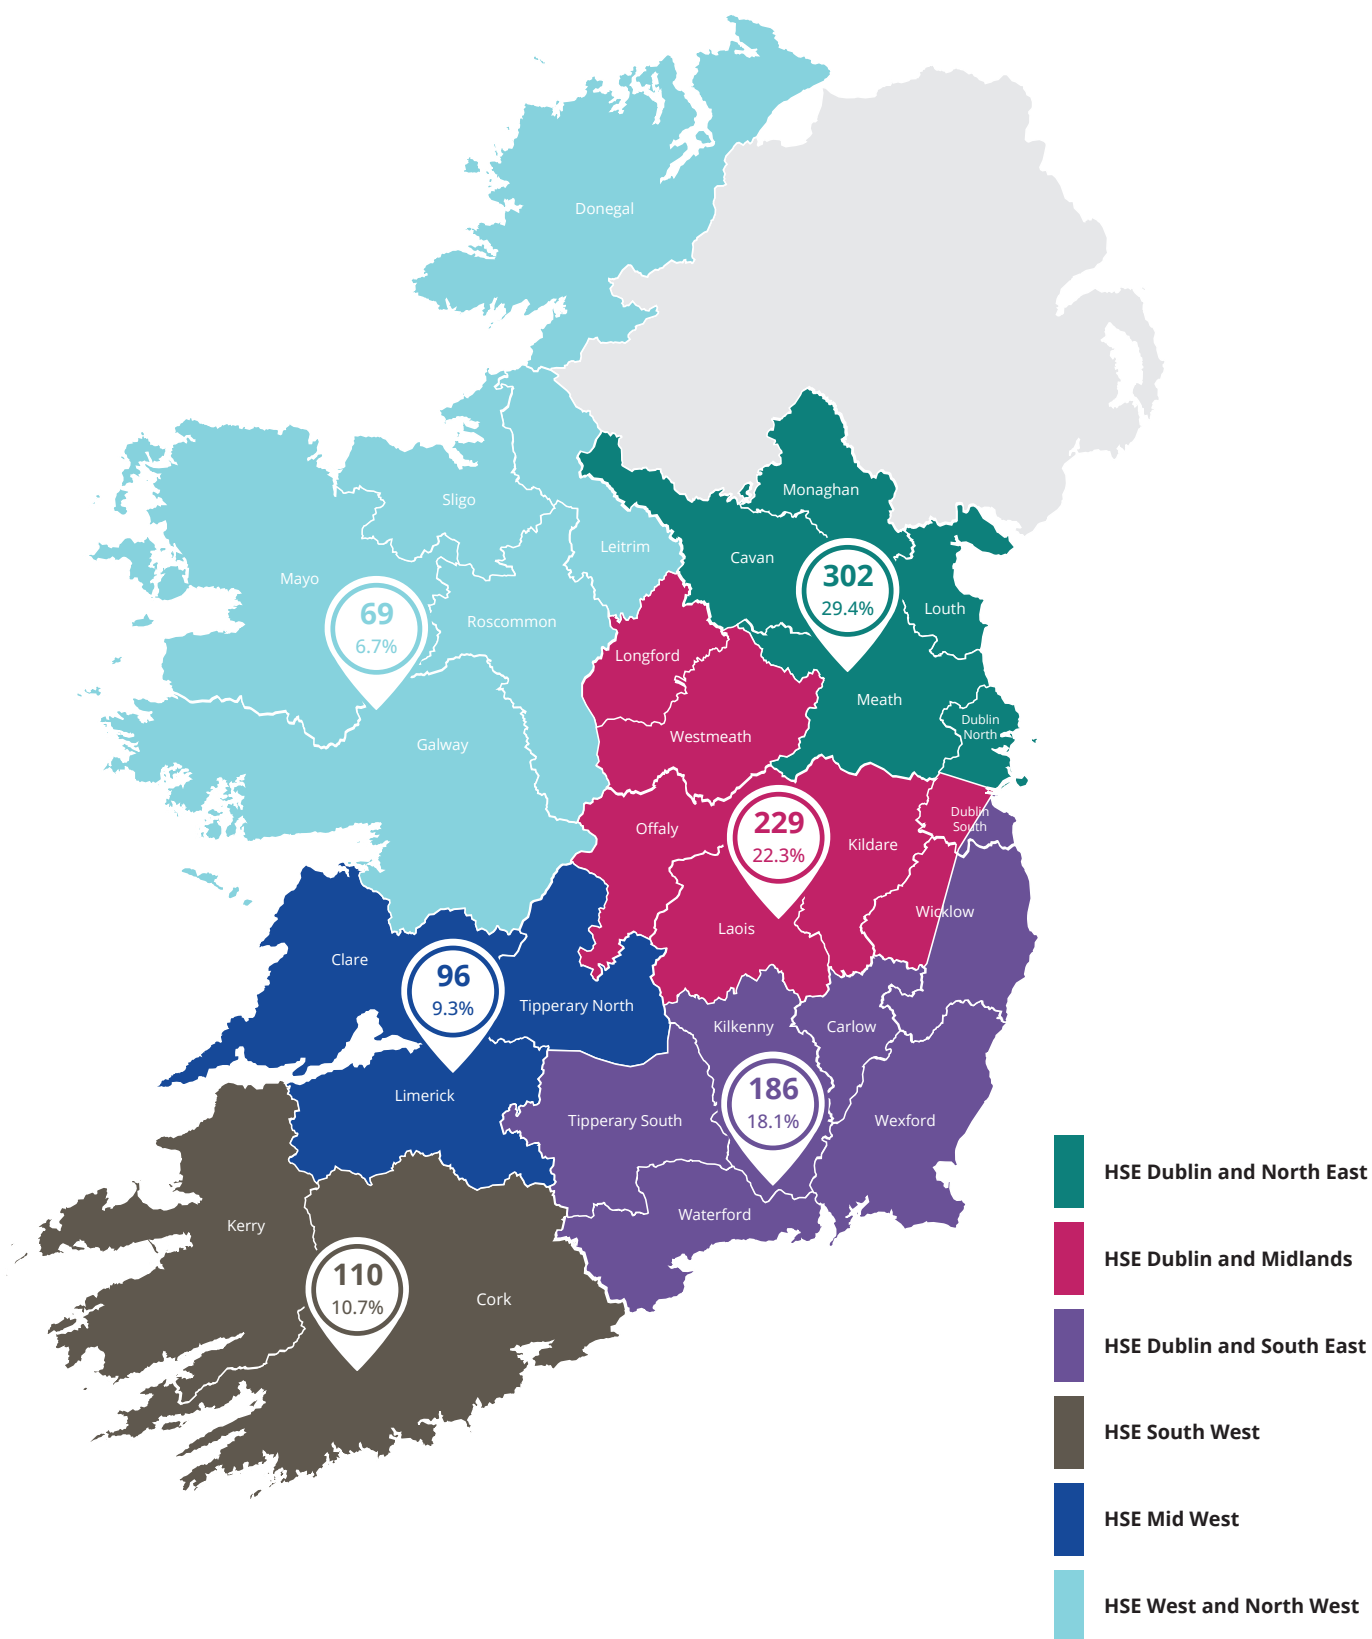 Donegal
Monaghan
Sligo
Leitrim
Cavan
302
29.4%
Mayo
Louth
69
6.7%
Roscommon
Longford
Meath
Dublin
North
Westmeath
Galway
Dublin
South
229
22.3%
Offaly
Kildare
Wicklow
Laois
Clare
96
9.3%
Tipperary North
Kilkenny
Carlow
Limerick
186
18.1%
Tipperary South
Wexford
Waterford
Kerry
110
10.7%
Cork
HSE Dublin and North East
HSE Dublin and Midlands
HSE Dublin and South East
HSE South West
HSE Mid West
HSE West and North West